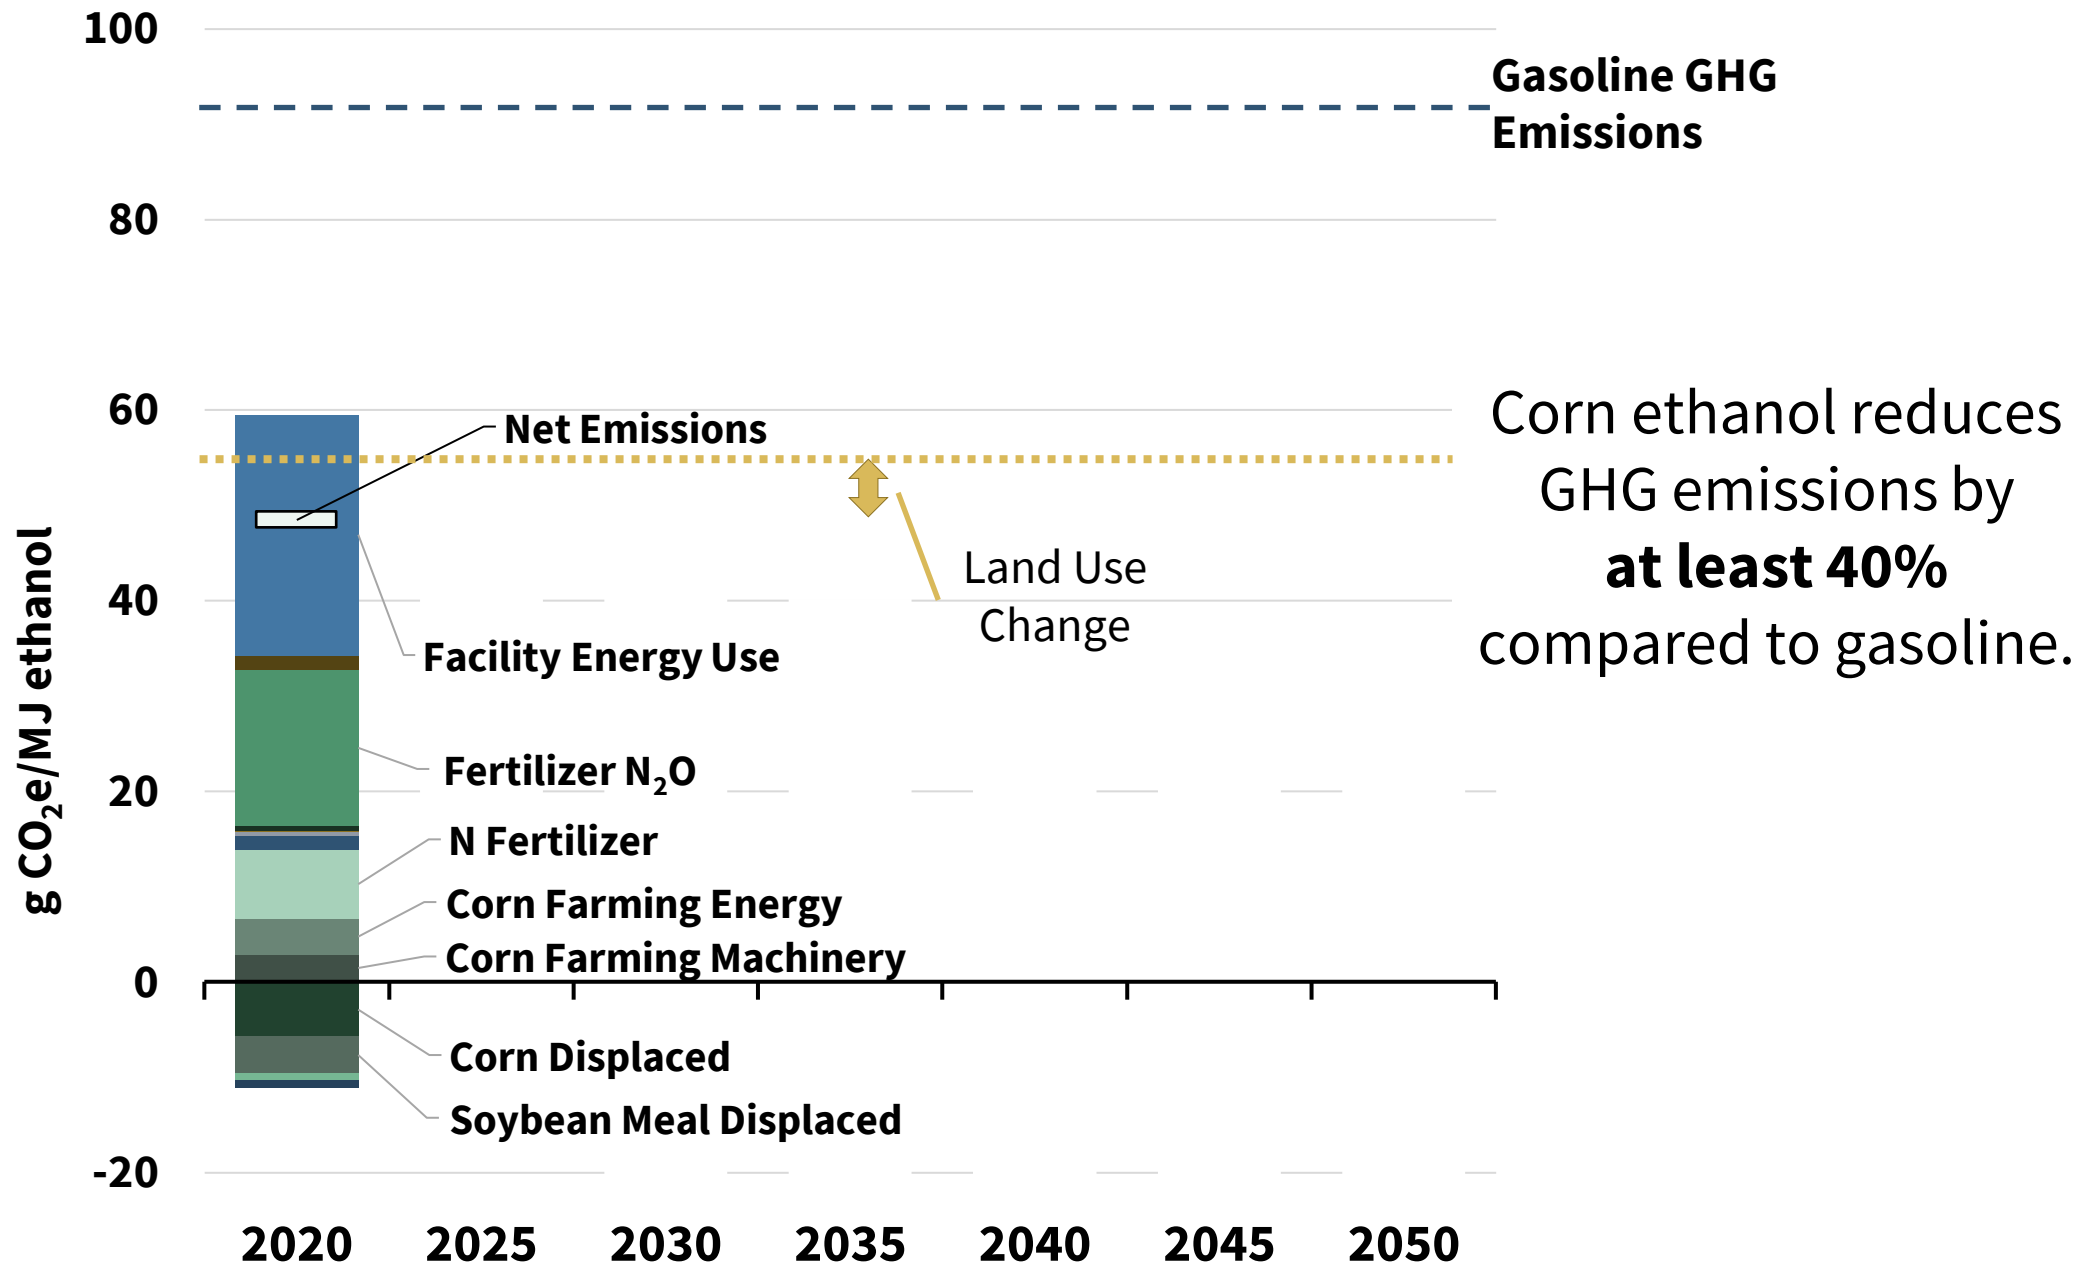 100
Gasoline GHG
Emissions
80
60
Net Emissions
Corn ethanol reduces
GHG emissions by
at least 40%
compared to gasoline.
Land Use
Change
40
Facility Energy Use
g CO₂e/MJ ethanol
Fertilizer N₂O
20
N Fertilizer
Corn Farming Energy
Corn Farming Machinery
0
Corn Displaced
Soybean Meal Displaced
-20
2020 2025 2030 2035 2040 2045 2050